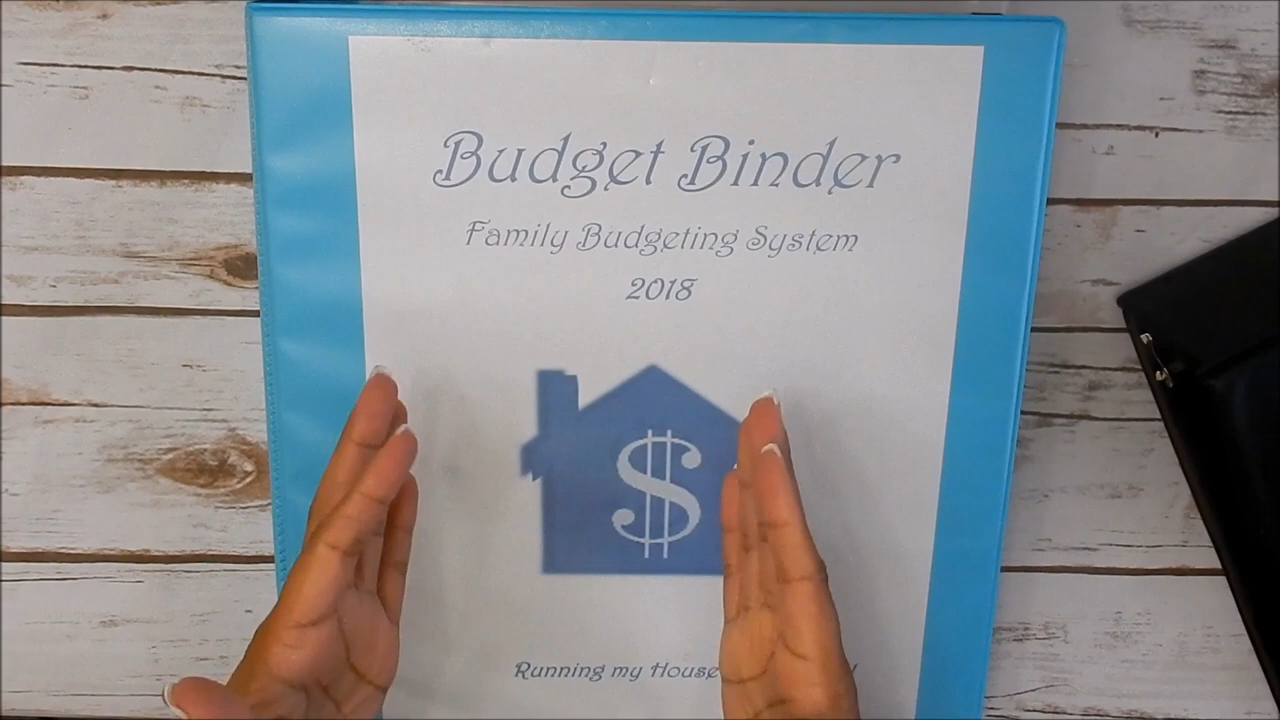 Budget Binder
Family Budgeting System
2018
$
Running my House